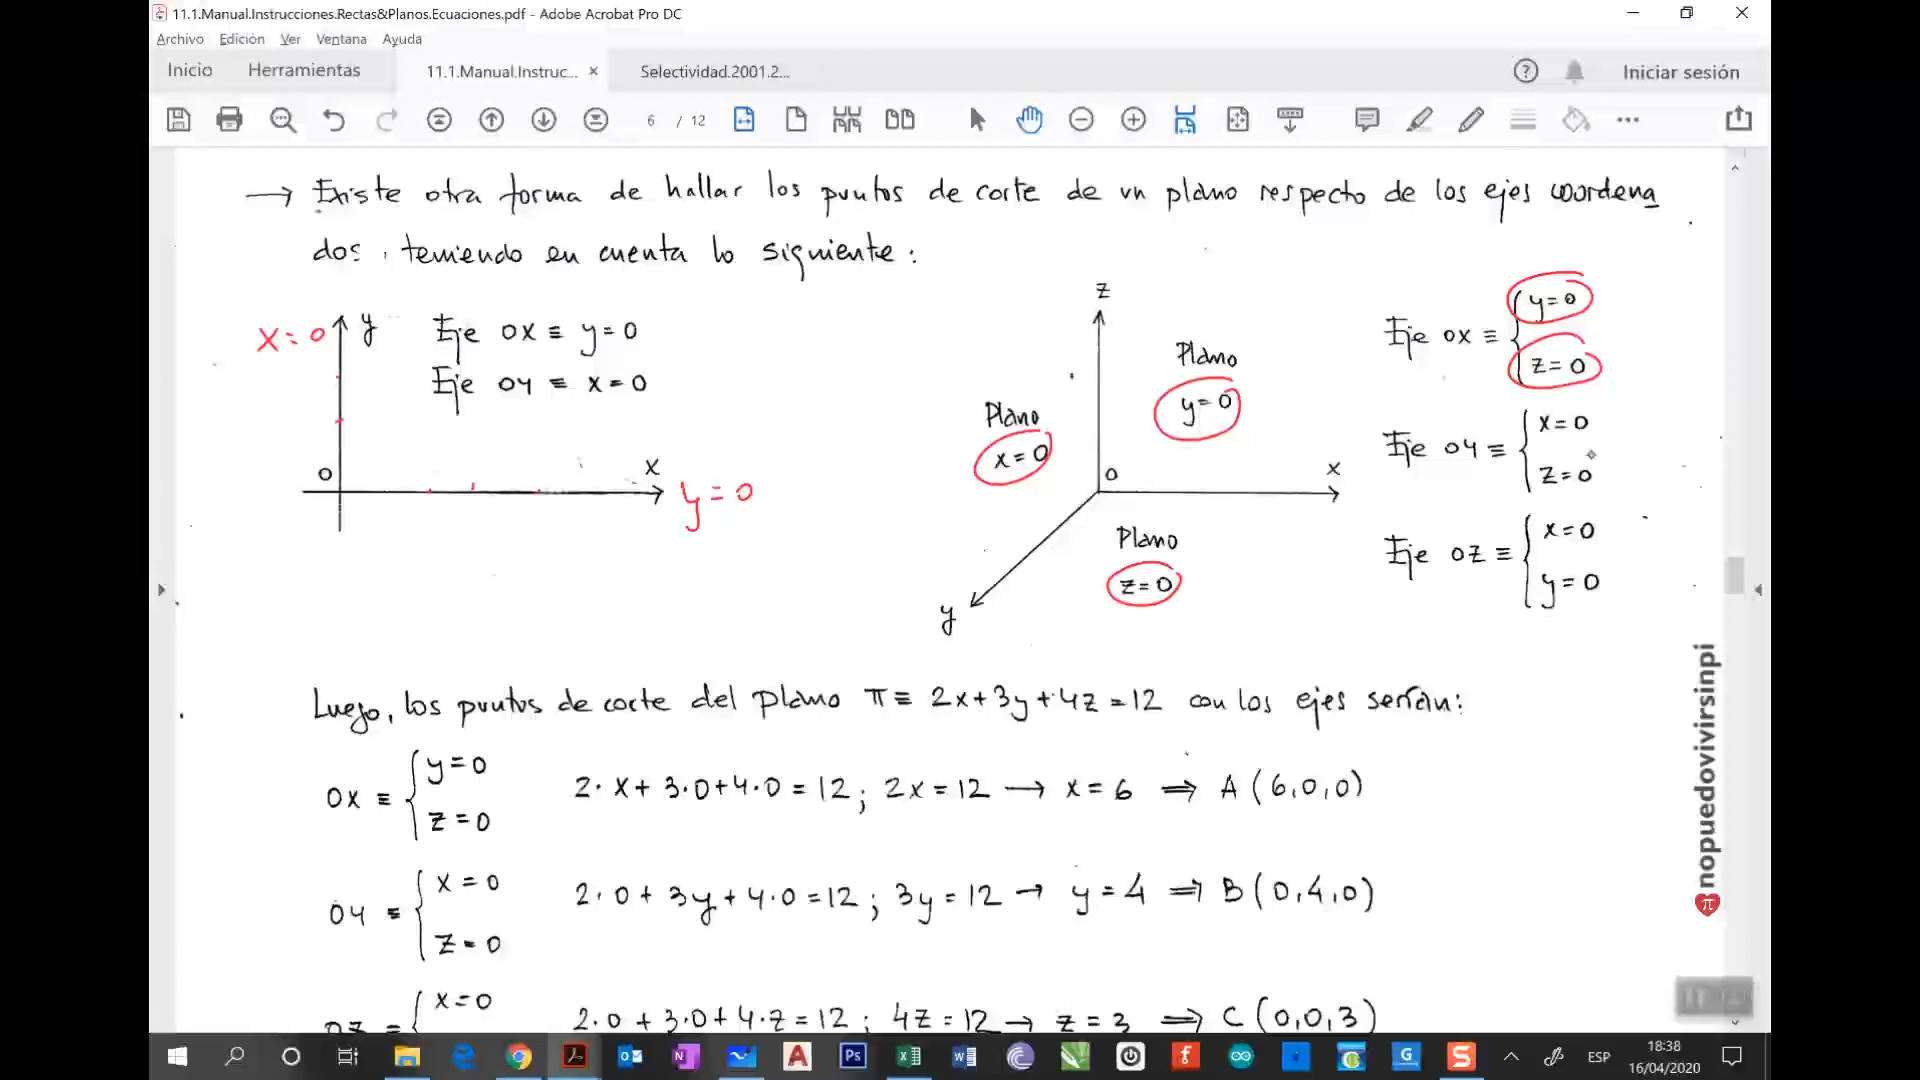 11.1.Manual.Instrucciones.Rectas&Planos.Ecuaciones.pdf - Adobe Acrobat Pro DC
Archivo Edición Ver Ventana Ayuda
Inicio Herramientas 11.1.Manual.Instruc... × Selectividad.2001.2... Iniciar sesión
6 / 12
→ Existe otra forma de hallar los puntos de corte de un plano respecto de los ejes coordena
dos, teniendo en cuenta lo siguiente:
x=0 y Eje OX ≡ y=0
Eje OY ≡ x=0
O x y=0
z
Plano y=0
Plano x=0
O x
Plano z=0
y
Eje OX ≡ { y=0
z=0
Eje OY ≡ { x=0
z=0
Eje OZ ≡ { x=0
y=0
Luego, los puntos de corte del plano π ≡ 2x+3y+4z=12 con los ejes serían:
OX ≡ { y=0
z=0
2·x+3·0+4·0=12; 2x=12 → x=6 ⇒ A(6,0,0)
OY ≡ { x=0
z=0
2·0+3y+4·0=12; 3y=12 → y=4 ⇒ B(0,4,0)
OZ ≡ { x=0
2·0+3·0+4·z=12; 4z=12 → z=3 ⇒ C(0,0,3)
nopuedovivirsinpi
π
ESP
18:38
16/04/2020